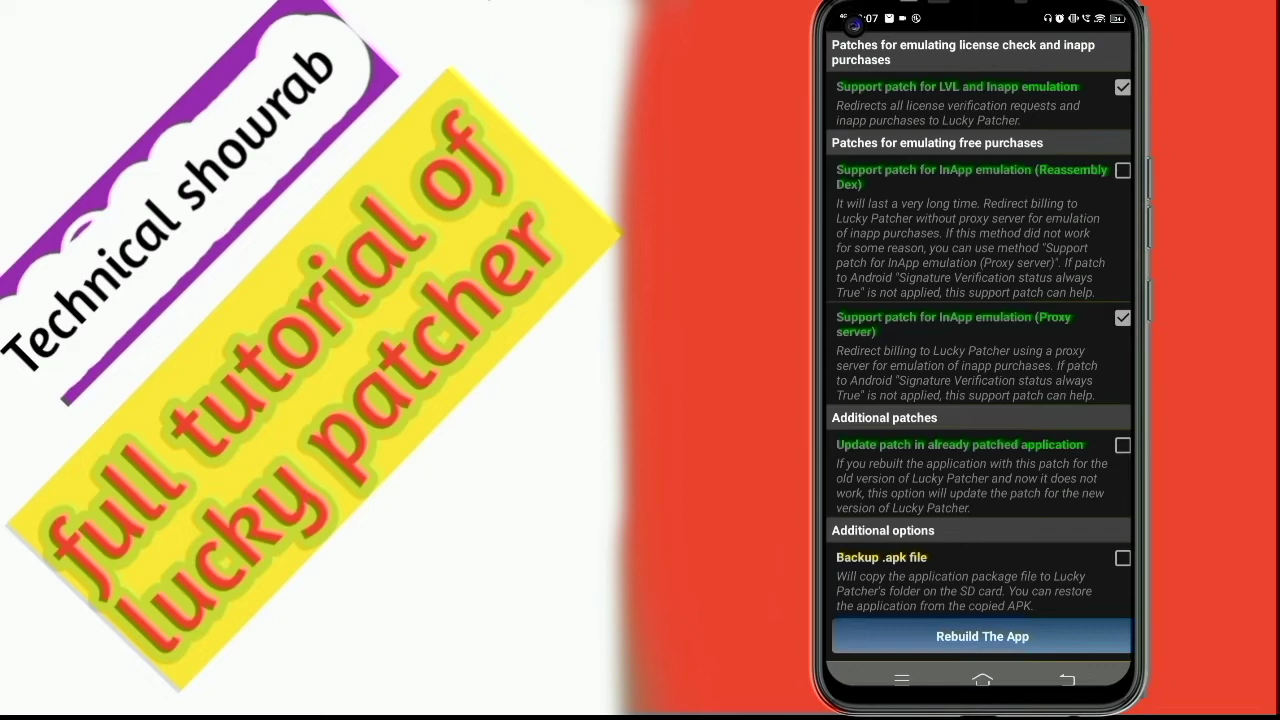 Technical showrab
full tutorial of
lucky patcher
:07
34
Patches for emulating license check and inapp
purchases
Support patch for LVL and Inapp emulation
Redirects all license verification requests and
inapp purchases to Lucky Patcher.
Patches for emulating free purchases
Support patch for InApp emulation (Reassembly
Dex)
It will last a very long time. Redirect billing to
Lucky Patcher without proxy server for emulation
of inapp purchases. If this method did not work
for some reason, you can use method "Support
patch for InApp emulation (Proxy server)". If patch
to Android "Signature Verification status always
True" is not applied, this support patch can help.
Support patch for InApp emulation (Proxy
server)
Redirect billing to Lucky Patcher using a proxy
server for emulation of inapp purchases. If patch
to Android "Signature Verification status always
True" is not applied, this support patch can help.
Additional patches
Update patch in already patched application
If you rebuilt the application with this patch for the
old version of Lucky Patcher and now it does not
work, this option will update the patch for the new
version of Lucky Patcher.
Additional options
Backup .apk file
Will copy the application package file to Lucky
Patcher's folder on the SD card. You can restore
the application from the copied APK.
Rebuild The App